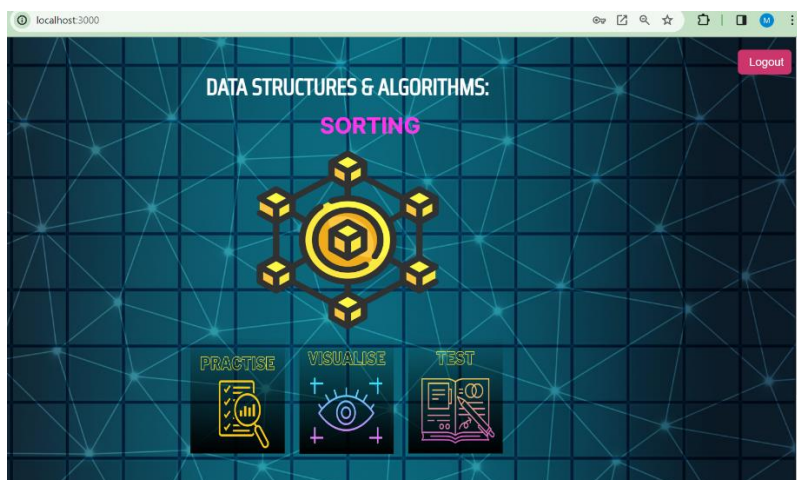 localhost:3000
M
Logout
DATA STRUCTURES & ALGORITHMS:
SORTING
PRACTISE
VISUALISE
TEST